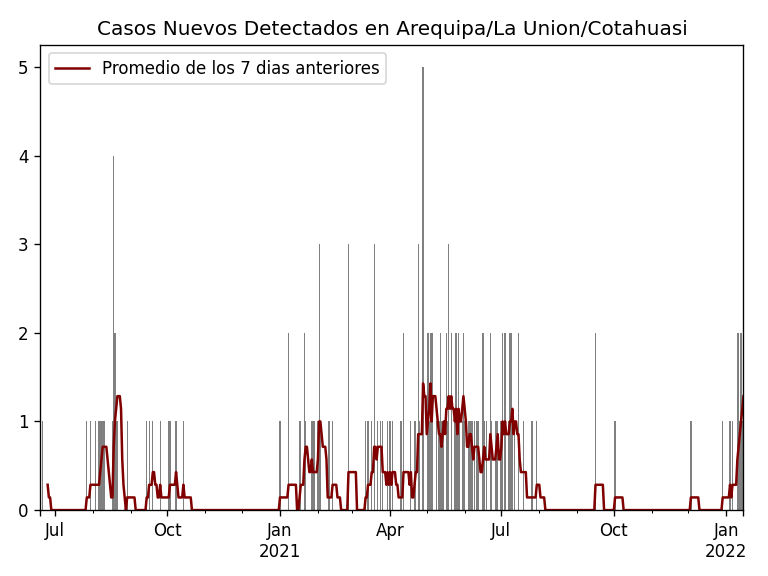 Casos Nuevos Detectados en Arequipa/La Union/Cotahuasi
Promedio de los 7 dias anteriores
5
4
3
2
1
0
Jul
Oct
Jan
2021
Apr
Jul
Oct
Jan
2022